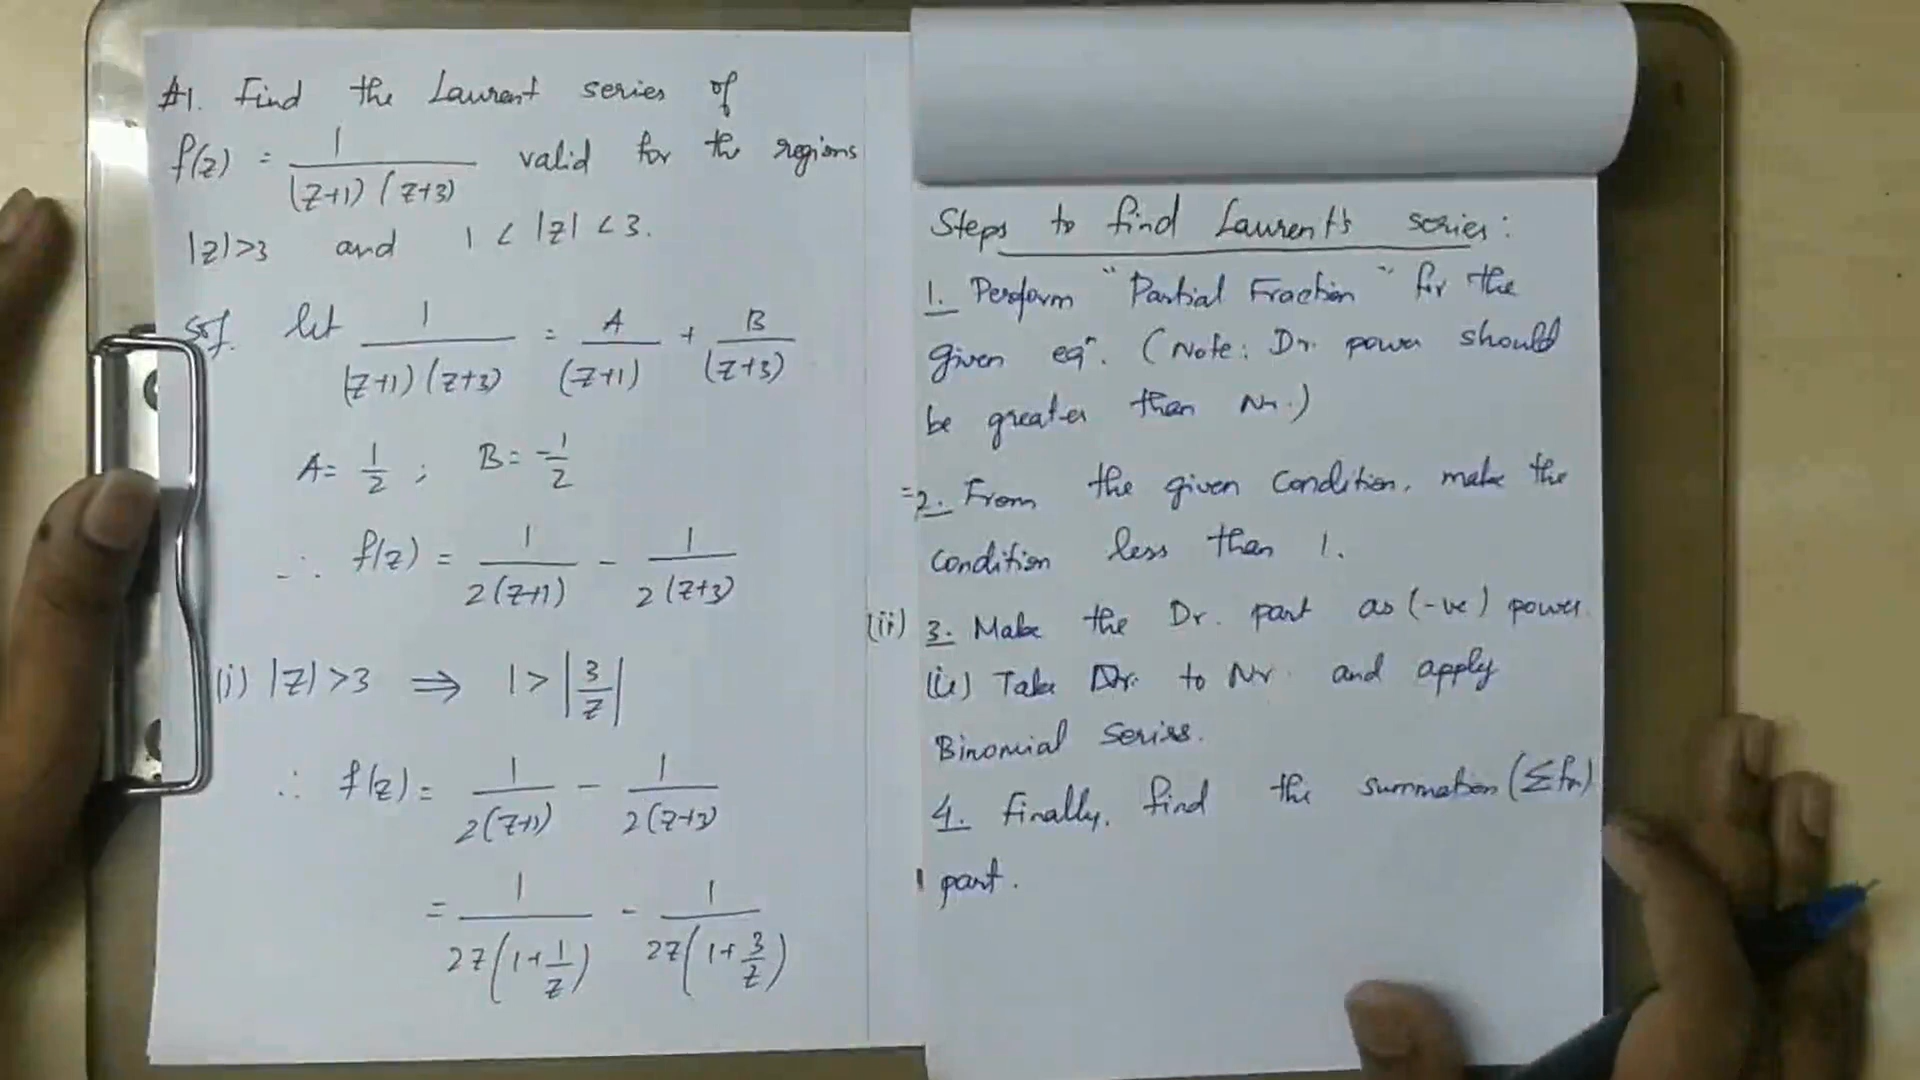 #1. Find the Laurent series of
f(z) = 1/((z+1)(z+3)) valid for the regions
|z|>3 and 1 < |z| < 3.
Sol. let 1/((z+1)(z+3)) = A/(z+1) + B/(z+3)
A = 1/2 ; B = -1/2
∴ f(z) = 1/(2(z+1)) - 1/(2(z+3))
(i) |z| >3 ⇒ 1 > |3/z|
∴ f(z) = 1/(2(z+1)) - 1/(2(z+3))
= 1/(2z(1+1/z)) - 1/(2z(1+3/z))
Steps to find Laurent's series:
1. Perform "Partial Fraction" for the
given eqn. (Note: Dr. power should
be greater than Nr.)
=
2. From the given condition, make the
condition less than 1.
(ii)
3. Make the Dr. part as (-ve) power
(ie) Take Dr. to Nr. and apply
Binomial Series.
4. Finally, find the summation (Σfn)
part.